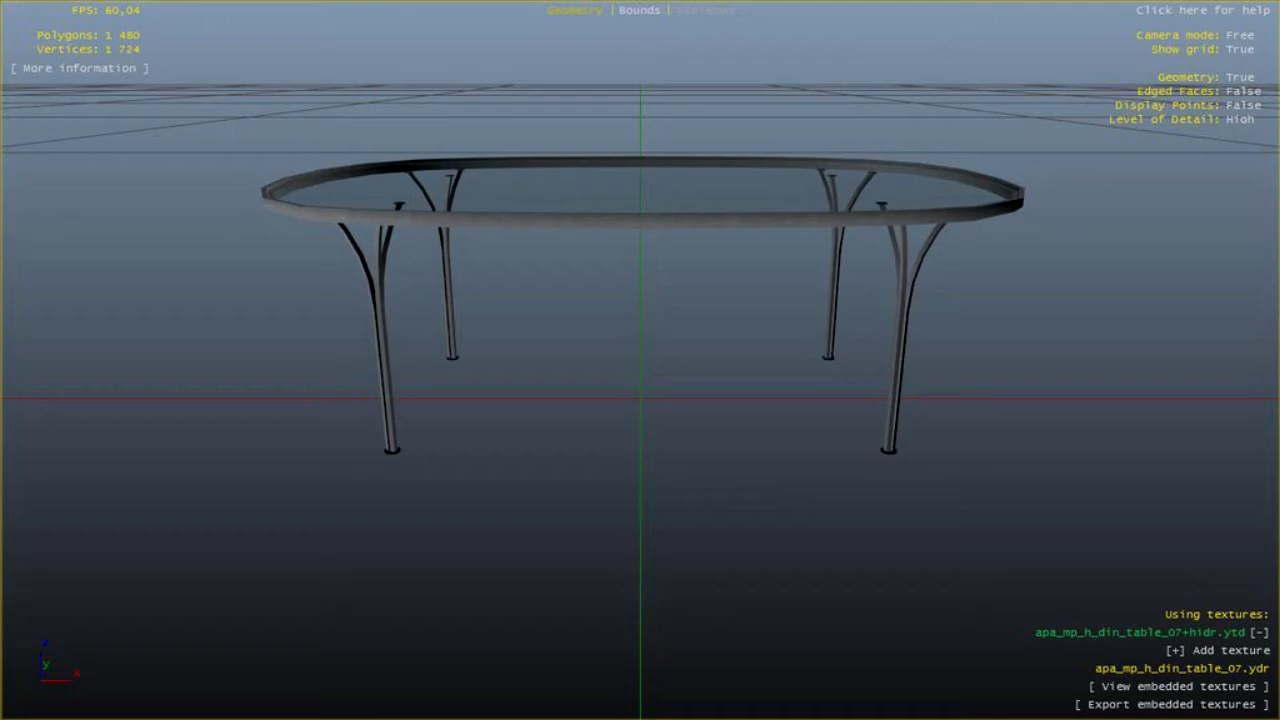 FPS: 60,04
Geometry | Bounds | Skeleton
Click here for help
Polygons: 1 480
Vertices: 1 724
[ More information ]
Camera mode: Free
Show grid: True
Geometry: True
Edged Faces: False
Display Points: False
Level of Detail: High
Using textures:
apa_mp_h_din_table_07+hidr.ytd [-]
[+] Add texture
apa_mp_h_din_table_07.ydr
[ View embedded textures ]
[ Export embedded textures ]
z
y
x